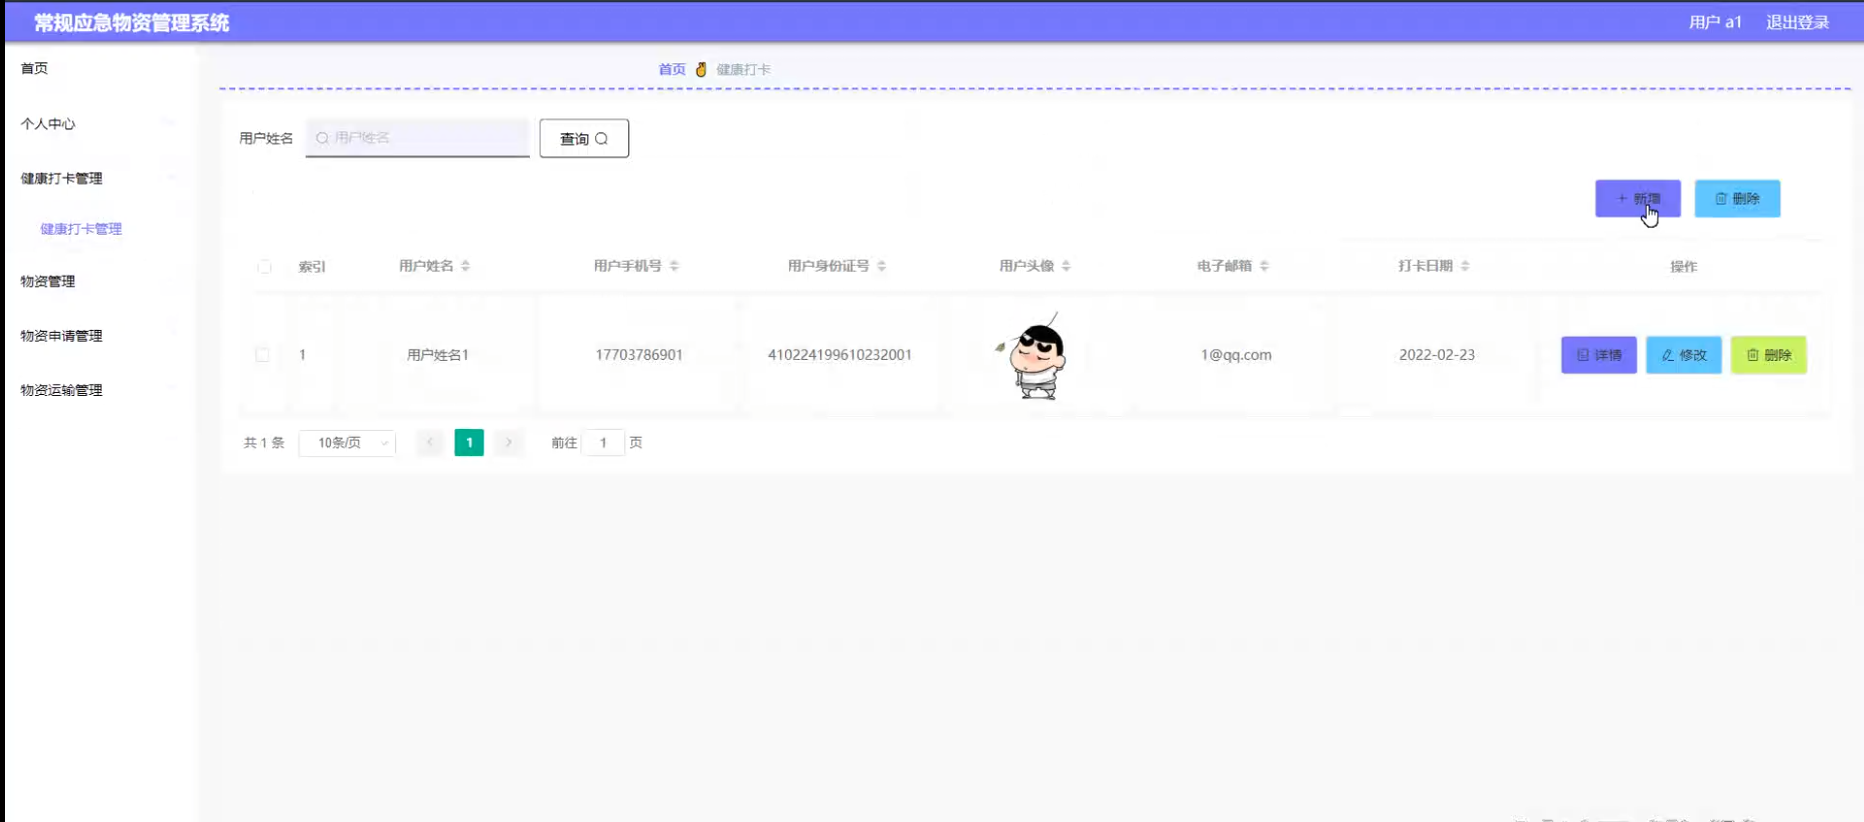 常规应急物资管理系统 用户 a1 退出登录
首页
首页 健康打卡
个人中心
用户姓名 用户姓名 查询
健康打卡管理
新增 删除
健康打卡管理
索引 用户姓名 用户手机号 用户身份证号 用户头像 电子邮箱 打卡日期 操作
物资管理
物资申请管理
1 用户姓名1 17703786901 410224199610232001 1@qq.com 2022-02-23 详情 修改 删除
物资运输管理
共 1 条 10条/页 1 前往 1 页